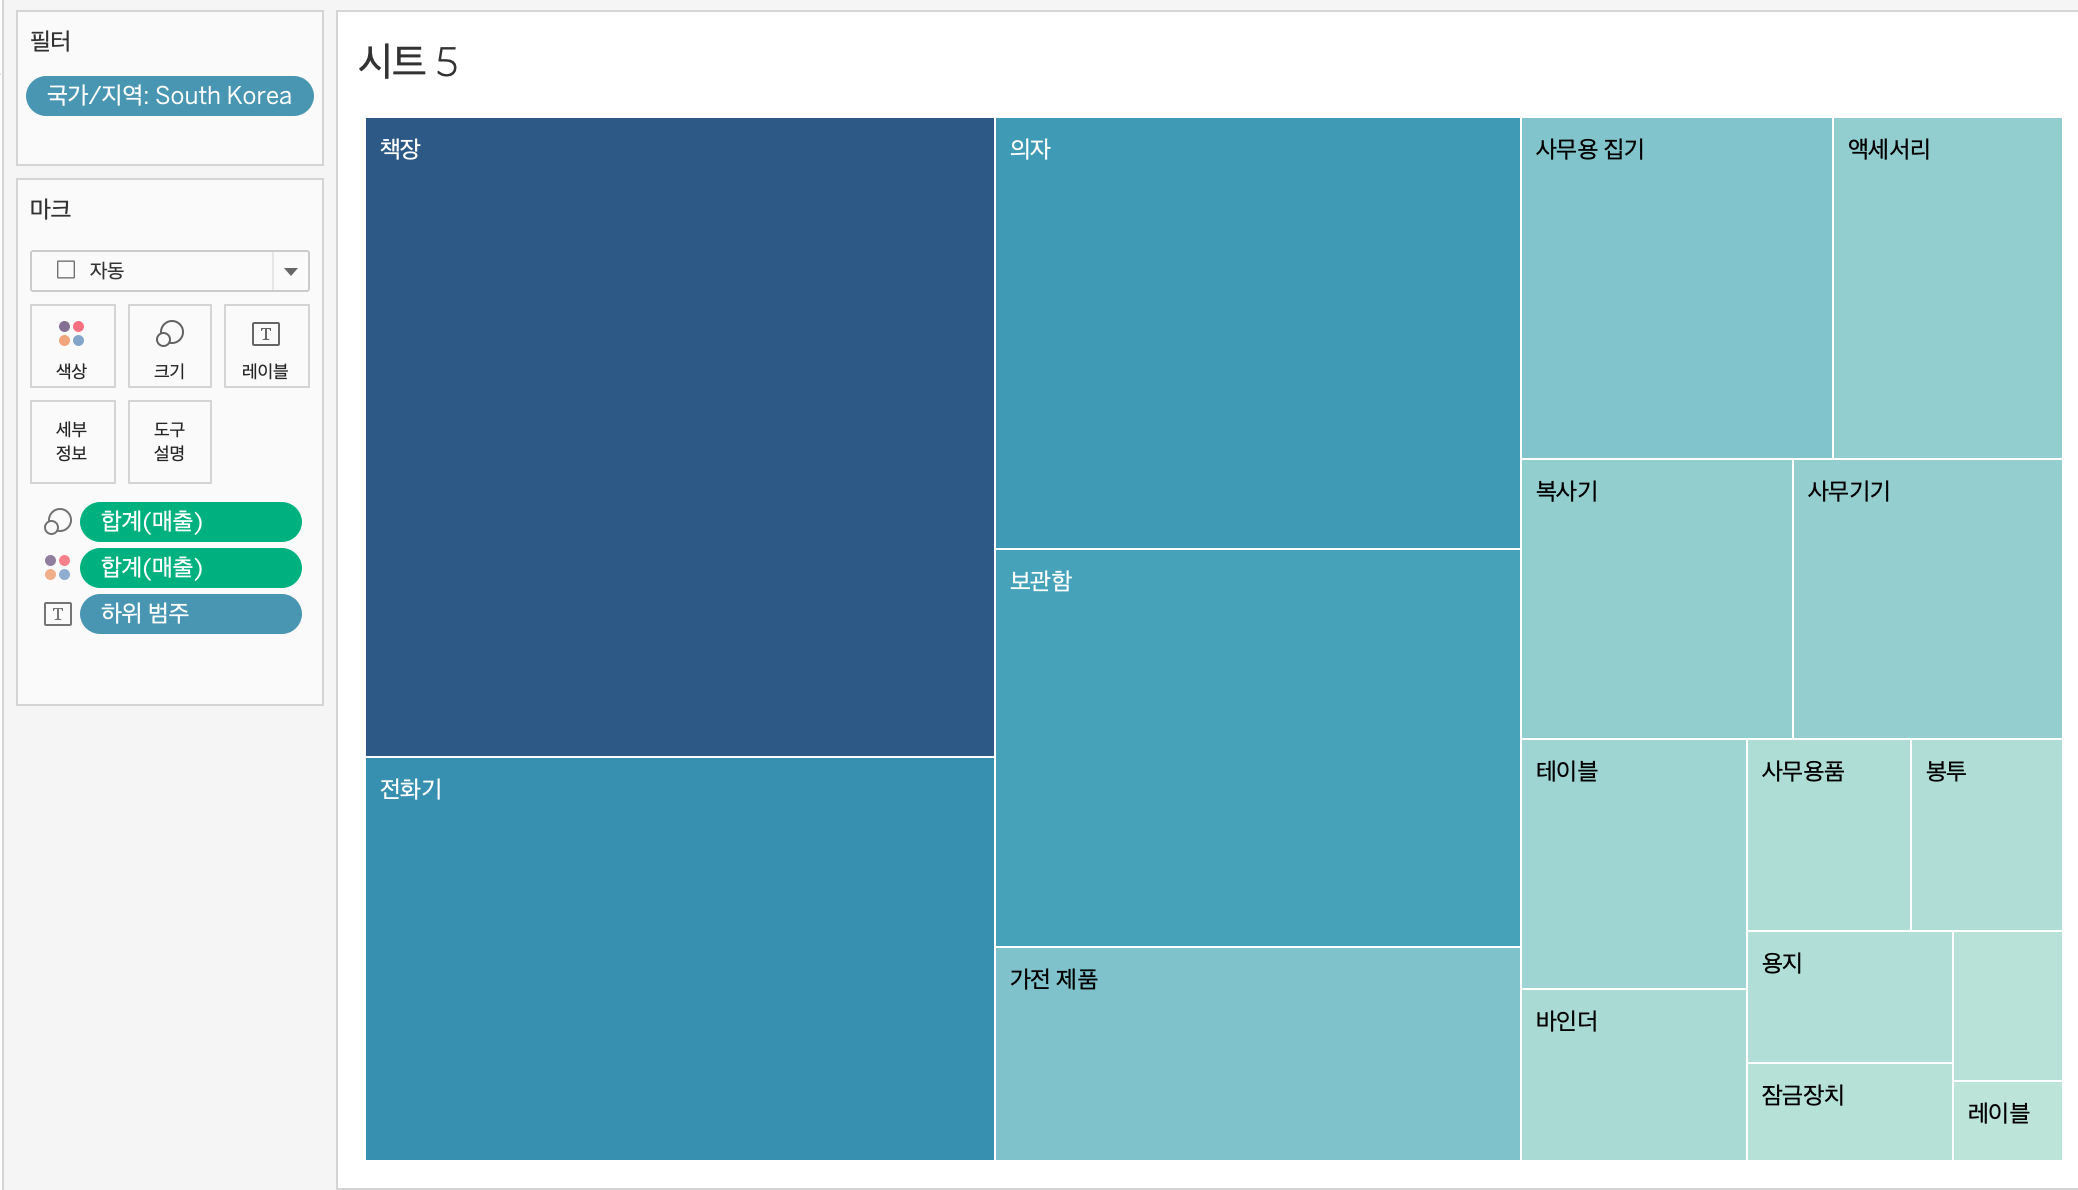 필터
국가/지역: South Korea
마크
자동
색상
크기
T
레이블
세부
정보
도구
설명
합계(매출)
합계(매출)
T
하위 범주
시트 5
책장
의자
사무용 집기
액세서리
복사기
사무기기
보관함
전화기
테이블
사무용품
봉투
가전 제품
용지
바인더
잠금장치
레이블